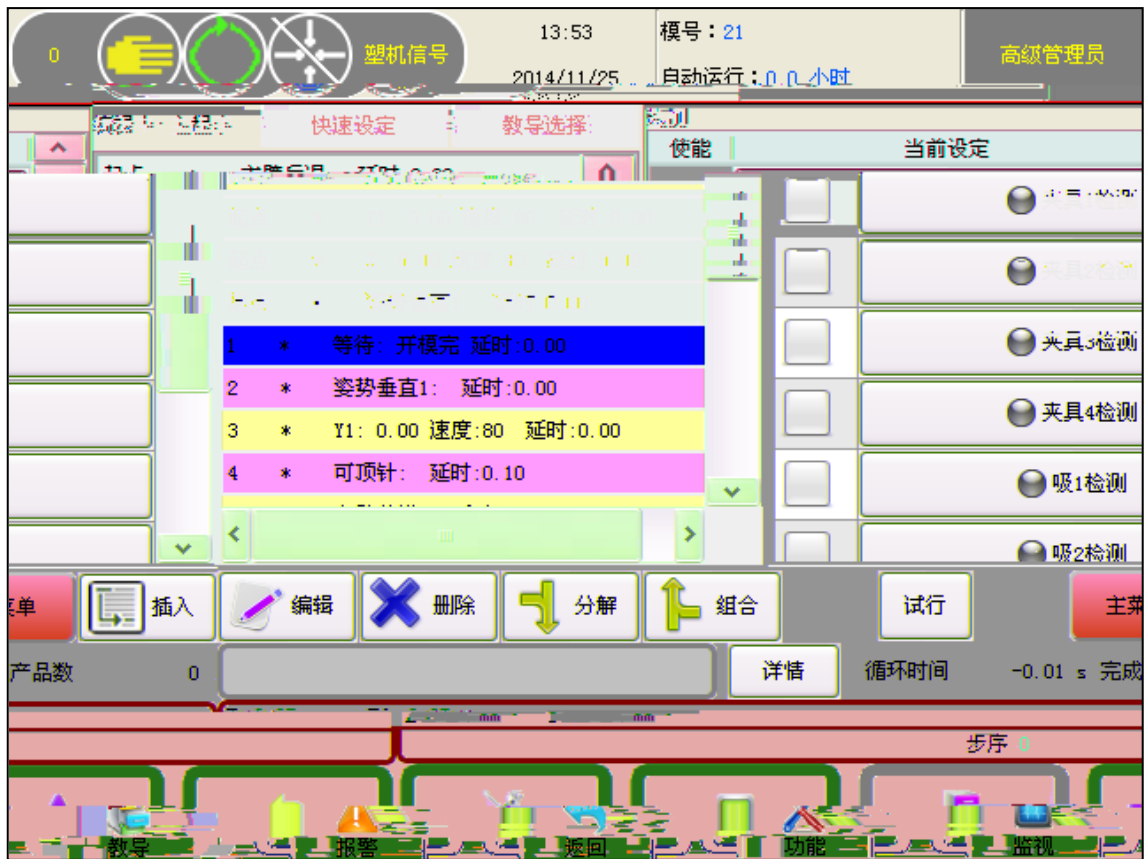 13:53 模号：21
0 塑机信号 高级管理员
2014/11/25 自动运行：0.0 小时
快速设定 教导选择
使能 当前设定
夹具3检测
夹具4检测
吸1检测
吸2检测
1 * 等待: 开模完 延时:0.00
2 * 姿势垂直1: 延时:0.00
3 * Y1: 0.00 速度:80 延时:0.00
4 * 可顶针: 延时:0.10
插入 编辑 删除 分解 组合 试行
产品数 0 详情 循环时间 -0.01 s 完成
步序 0
教导 报警 返回 功能 监视